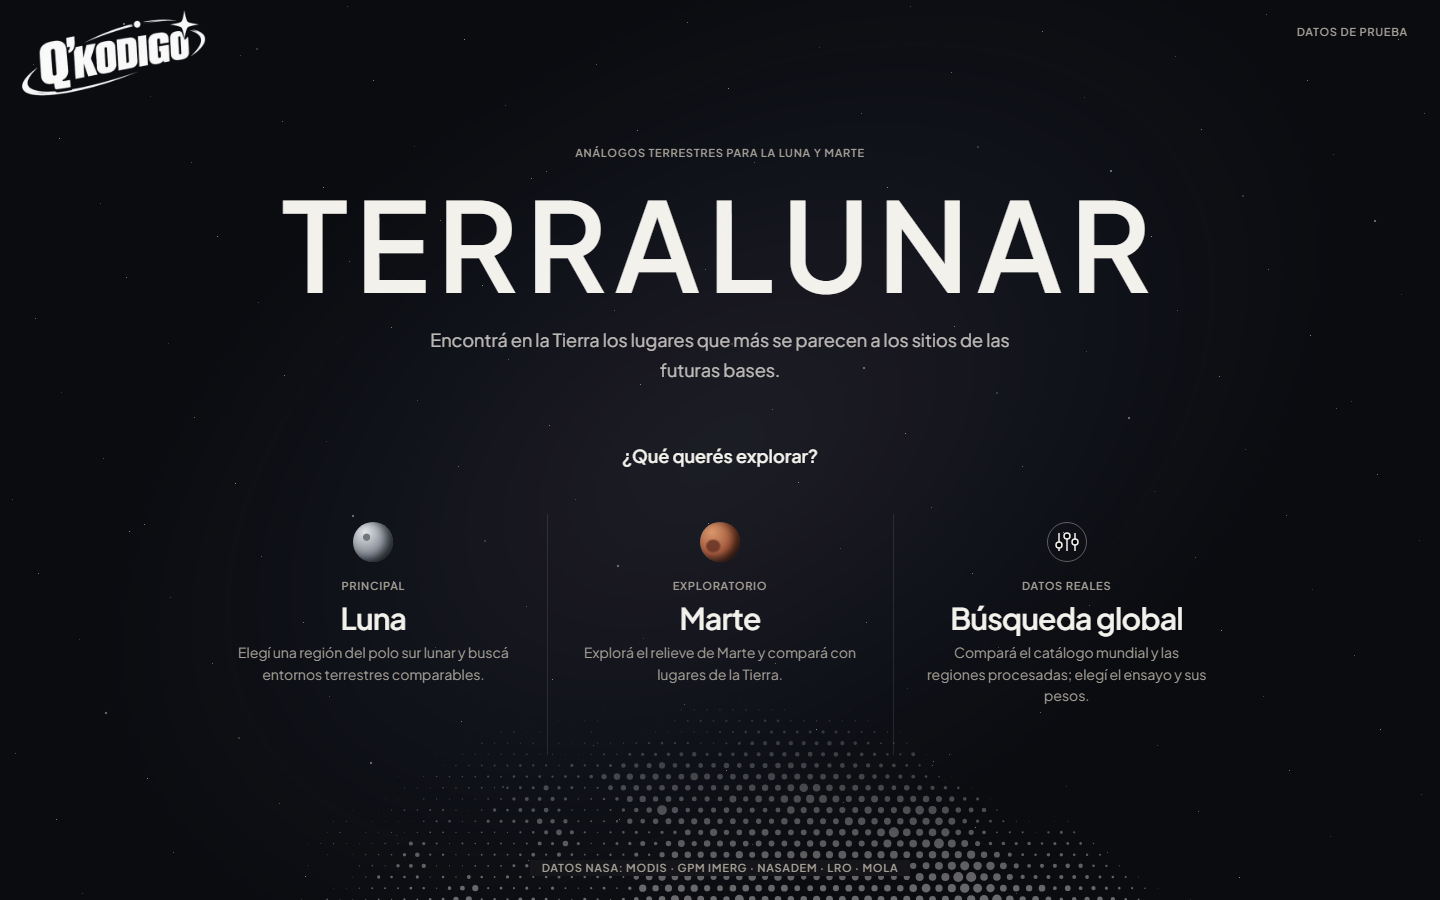 Q'KODIGO
DATOS DE PRUEBA
ANÁLOGOS TERRESTRES PARA LA LUNA Y MARTE
TERRALUNAR
Encontrá en la Tierra los lugares que más se parecen a los sitios de las
futuras bases.
¿Qué querés explorar?
PRINCIPAL
Luna
Elegí una región del polo sur lunar y buscá
entornos terrestres comparables.
EXPLORATORIO
Marte
Explorá el relieve de Marte y compará con
lugares de la Tierra.
DATOS REALES
Búsqueda global
Compará el catálogo mundial y las
regiones procesadas; elegí el ensayo y sus
pesos.
DATOS NASA: MODIS · GPM IMERG · NASADEM · LRO · MOLA